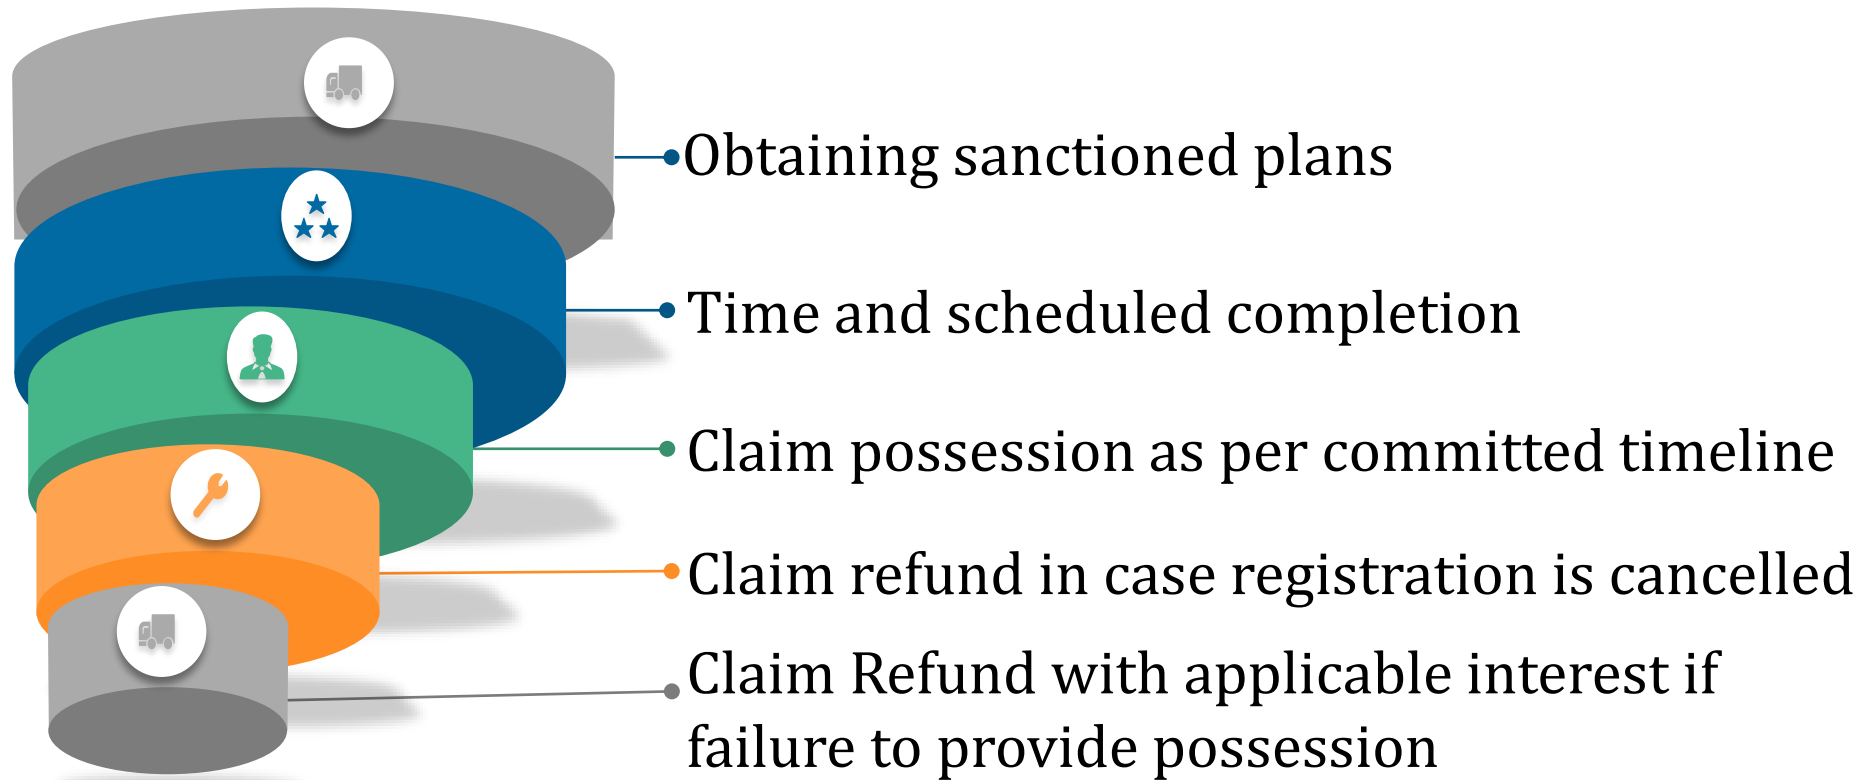 Obtaining sanctioned plans
Time and scheduled completion
Claim possession as per committed timeline
Claim refund in case registration is cancelled
Claim Refund with applicable interest if
failure to provide possession